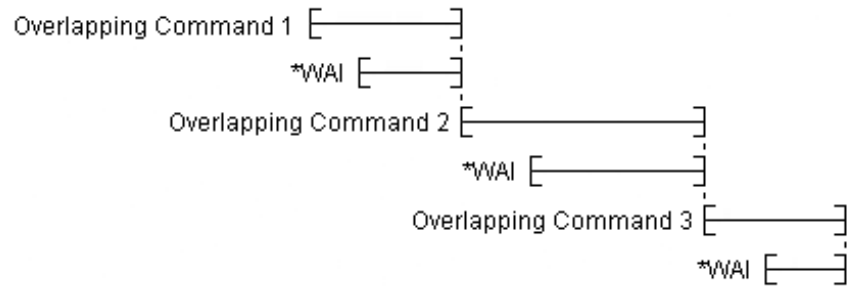 Overlapping Command 1
*WAI
Overlapping Command 2
*WAI
Overlapping Command 3
*WAI